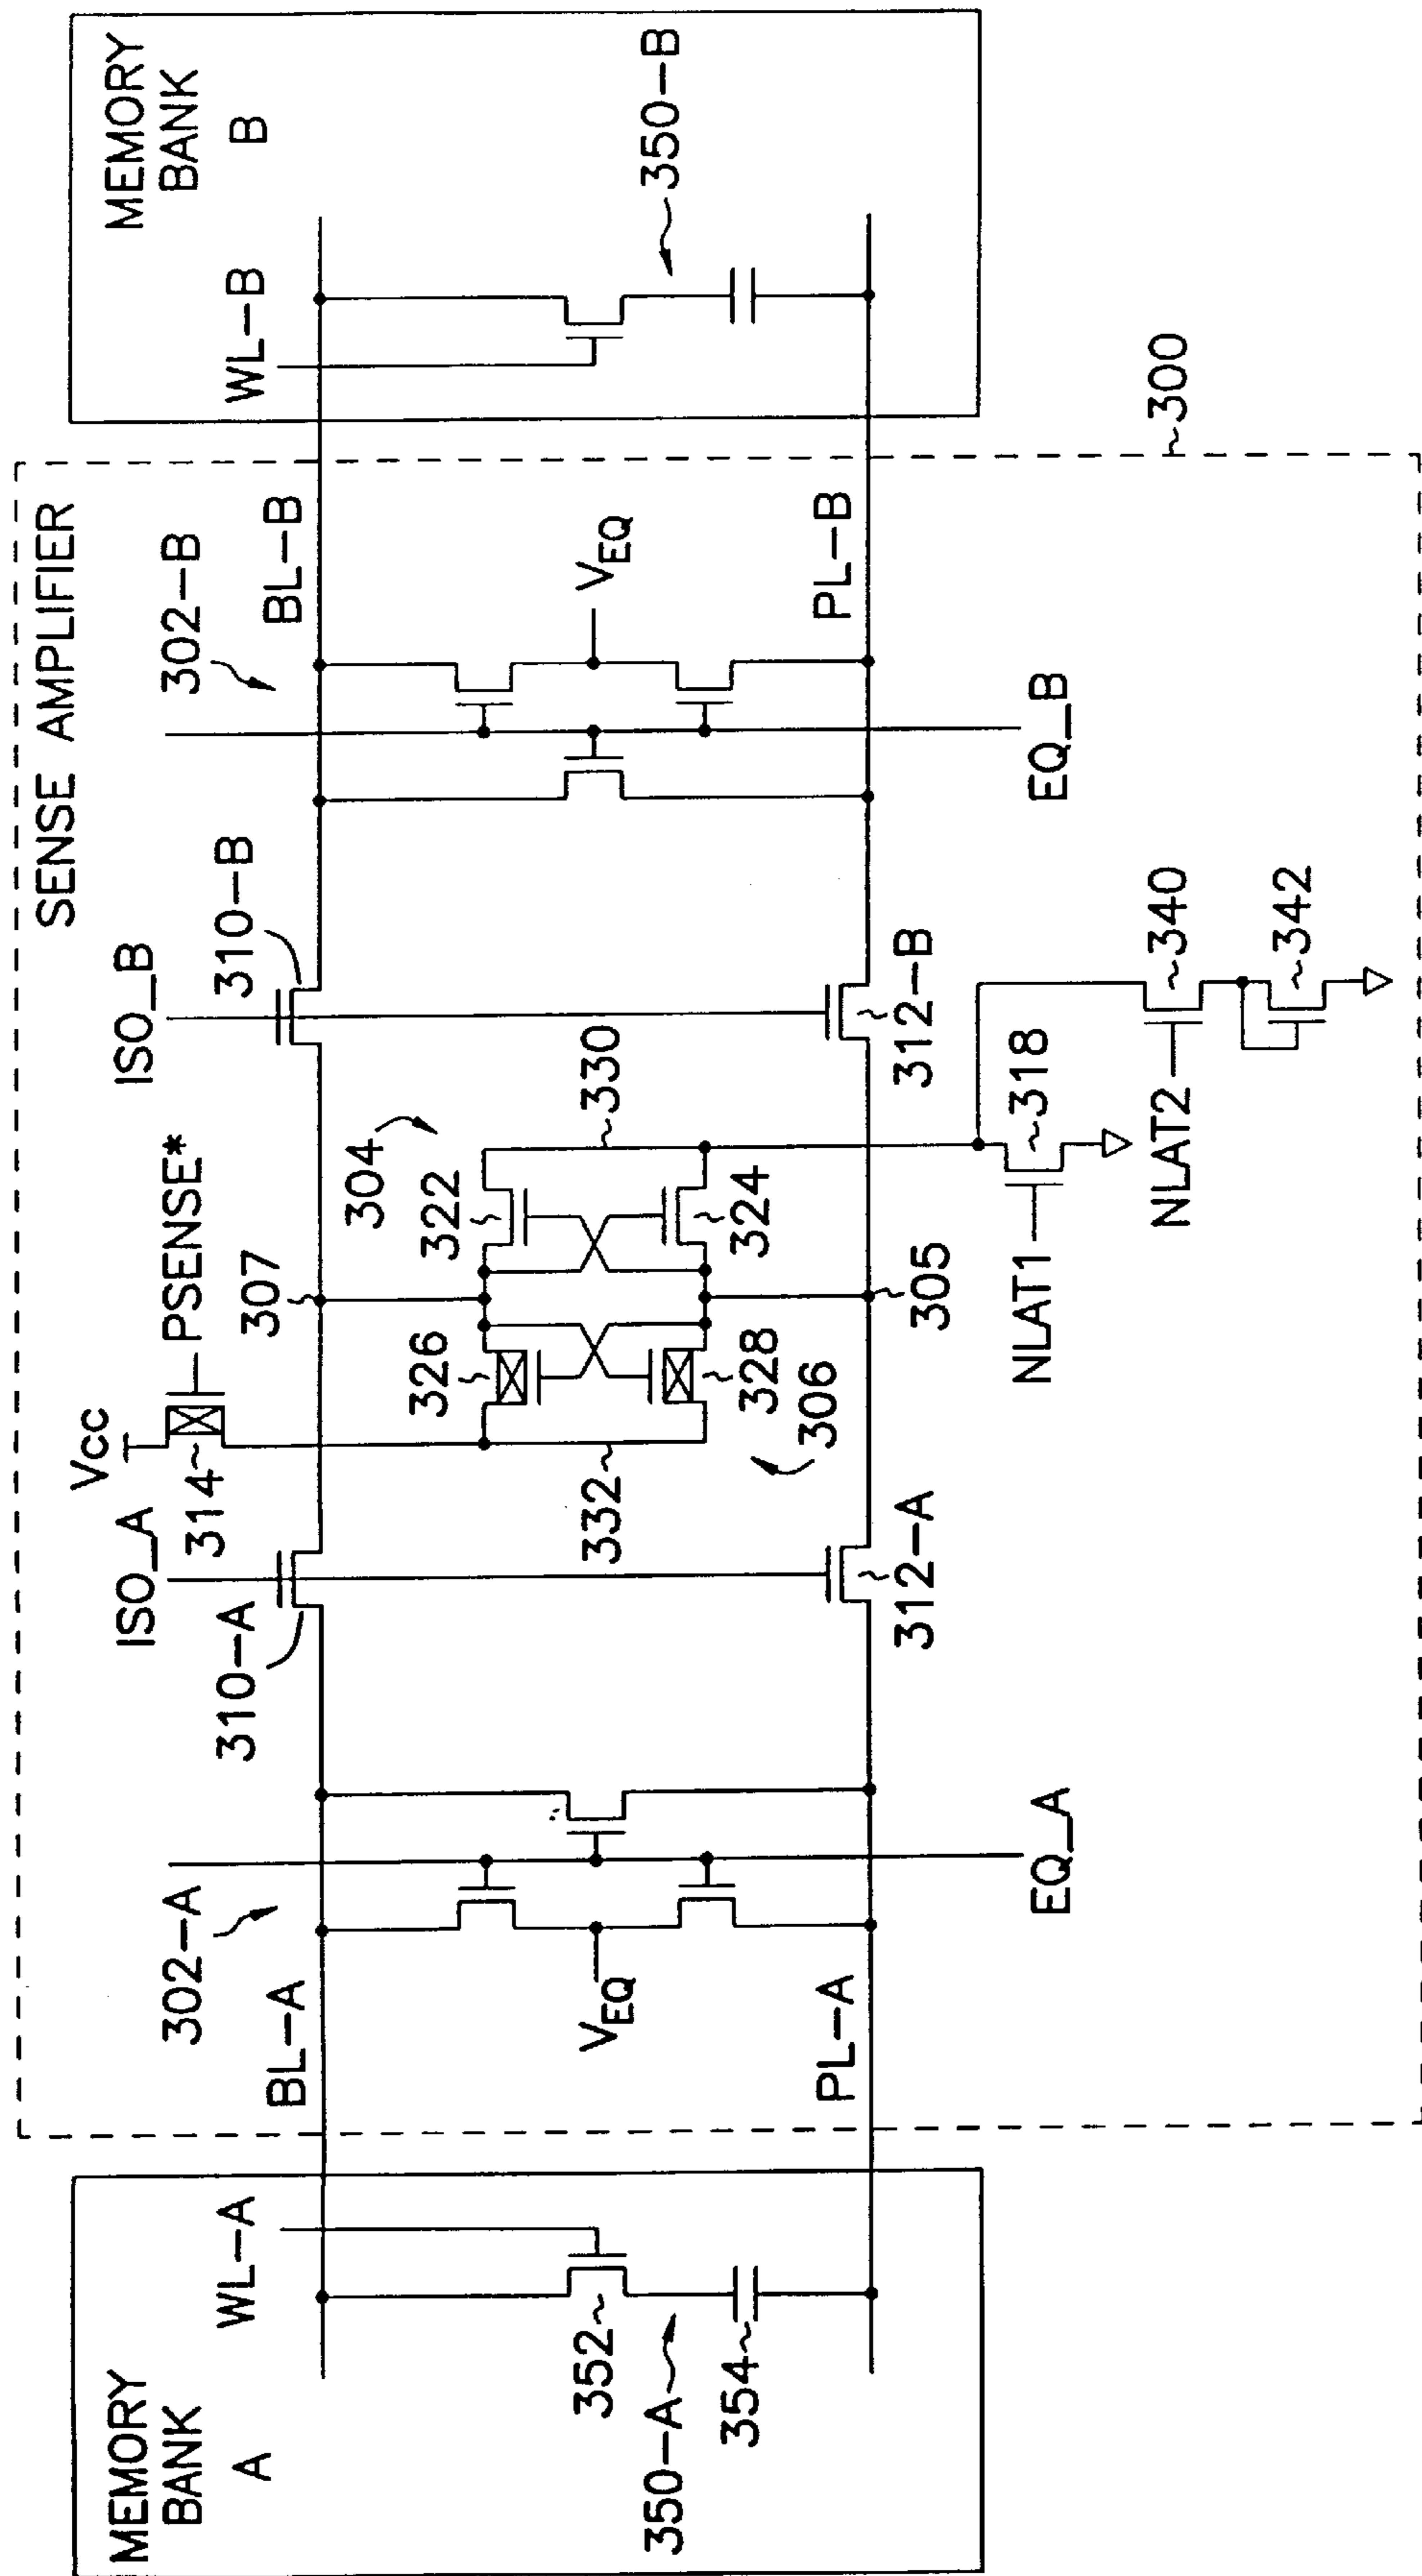 MEMORY
BANK
A
WL-A
352
350-A
354
SENSE AMPLIFIER
302-A
BL-A
VEQ
PL-A
EQ_A
ISO_A
310-A
312-A
Vcc
314
PSENSE*
307
304
326
322
328
324
332
306
330
305
ISO_B
310-B
312-B
NLAT1
318
NLAT2
340
342
302-B
BL-B
VEQ
PL-B
EQ_B
300
MEMORY
BANK
B
WL-B
350-B